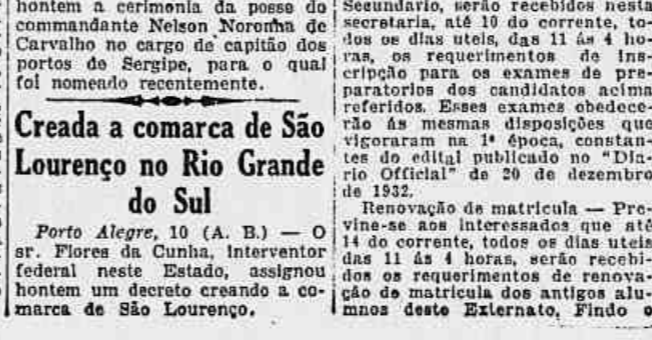 hontem a cerimonia da posse do
commandante Nelson Noronha de
Carvalho no cargo de capitão dos
portos de Sergipe, para o qual
foi nomeado recentemente.
Creada a comarca de São
Lourenço no Rio Grande
do Sul
Porto Alegre, 10 (A. B.) — O
sr. Flores da Cunha, interventor
federal neste Estado, assignou
hontem um decreto creando a co-
marca de São Lourenço.
Secundario, serão recebidos nesta
secretaria, até 10 do corrente, to-
dos os dias uteis, das 11 ás 4 ho-
ras, os requerimentos de ins-
cripção para os exames de pre-
paratorios dos candidatos acima
referidos. Esses exames obedece-
rão ás mesmas disposições que
vigoraram na 1ª época, constan-
tes do edital publicado no "Dia-
rio Official" de 20 de dezembro
de 1932.
Renovação de matricula — Pre-
vine-se aos interessados que até
14 do corrente, todos os dias uteis
das 11 ás 4 horas, serão recebi-
dos os requerimentos de renova-
ção de matricula dos antigos alu-
mnos deste Externato. Findo o